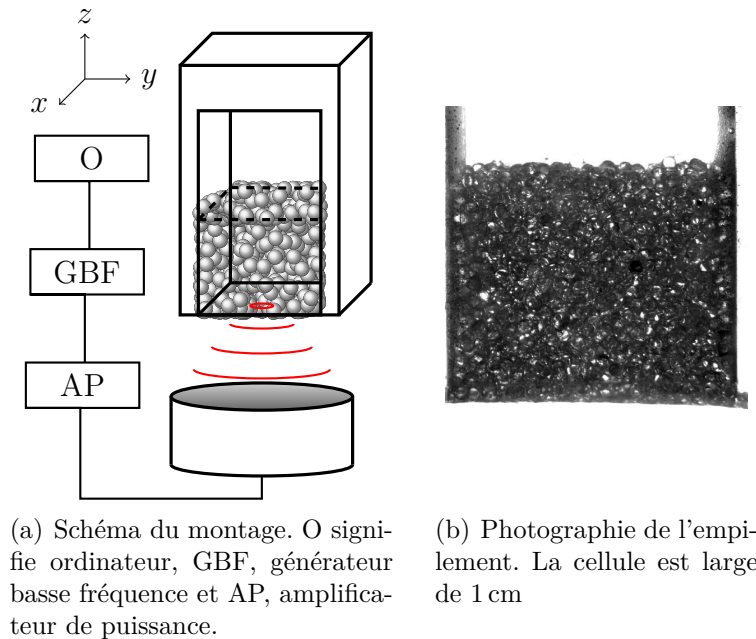 z
y
x
O
GBF
AP
(a) Schéma du montage. O signi-
fie ordinateur, GBF, générateur
basse fréquence et AP, amplifica-
teur de puissance.
(b) Photographie de l'empi-
lement. La cellule est large
de 1 cm